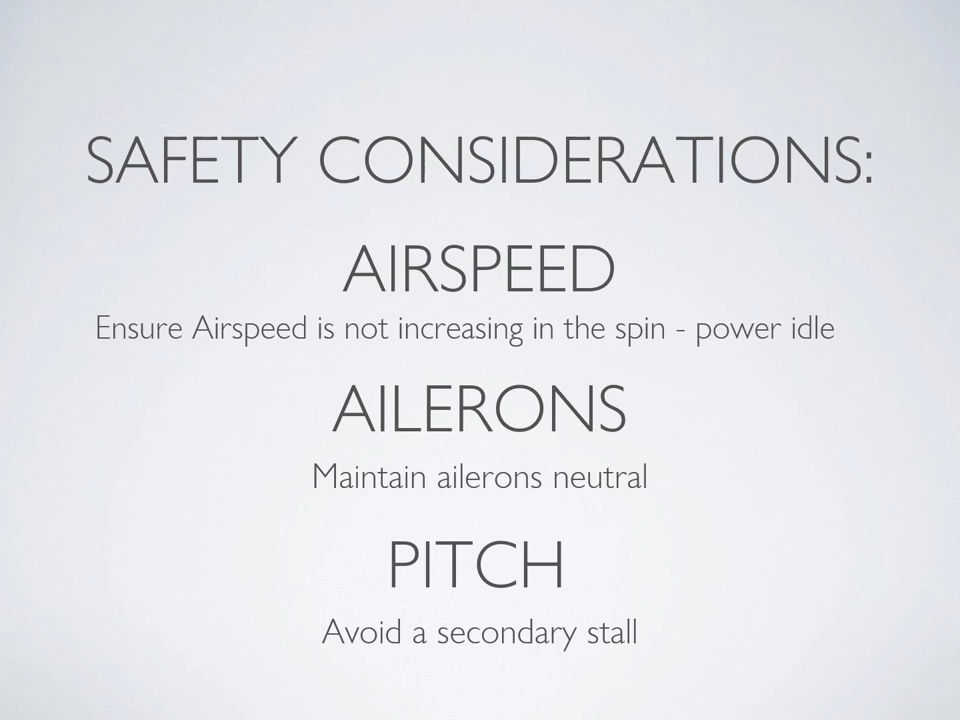 SAFETY CONSIDERATIONS:
AIRSPEED
Ensure Airspeed is not increasing in the spin - power idle
AILERONS
Maintain ailerons neutral
PITCH
Avoid a secondary stall